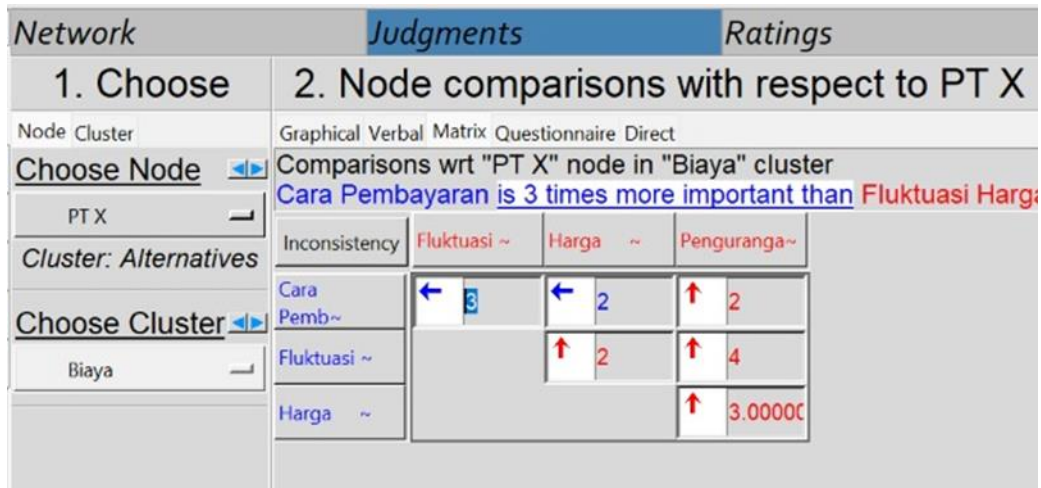 Network Judgments Ratings
1. Choose
2. Node comparisons with respect to PT X
Node Cluster
Graphical Verbal Matrix Questionnaire Direct
Choose Node
Comparisons wrt "PT X" node in "Biaya" cluster
Cara Pembayaran is 3 times more important than Fluktuasi Harga
PT X
Cluster: Alternatives
Choose Cluster
Biaya
Inconsistency Fluktuasi ~ Harga ~ Penguranga~
Cara
Pemb~
3 2 2
Fluktuasi ~ 2 4
Harga ~ 3.00000